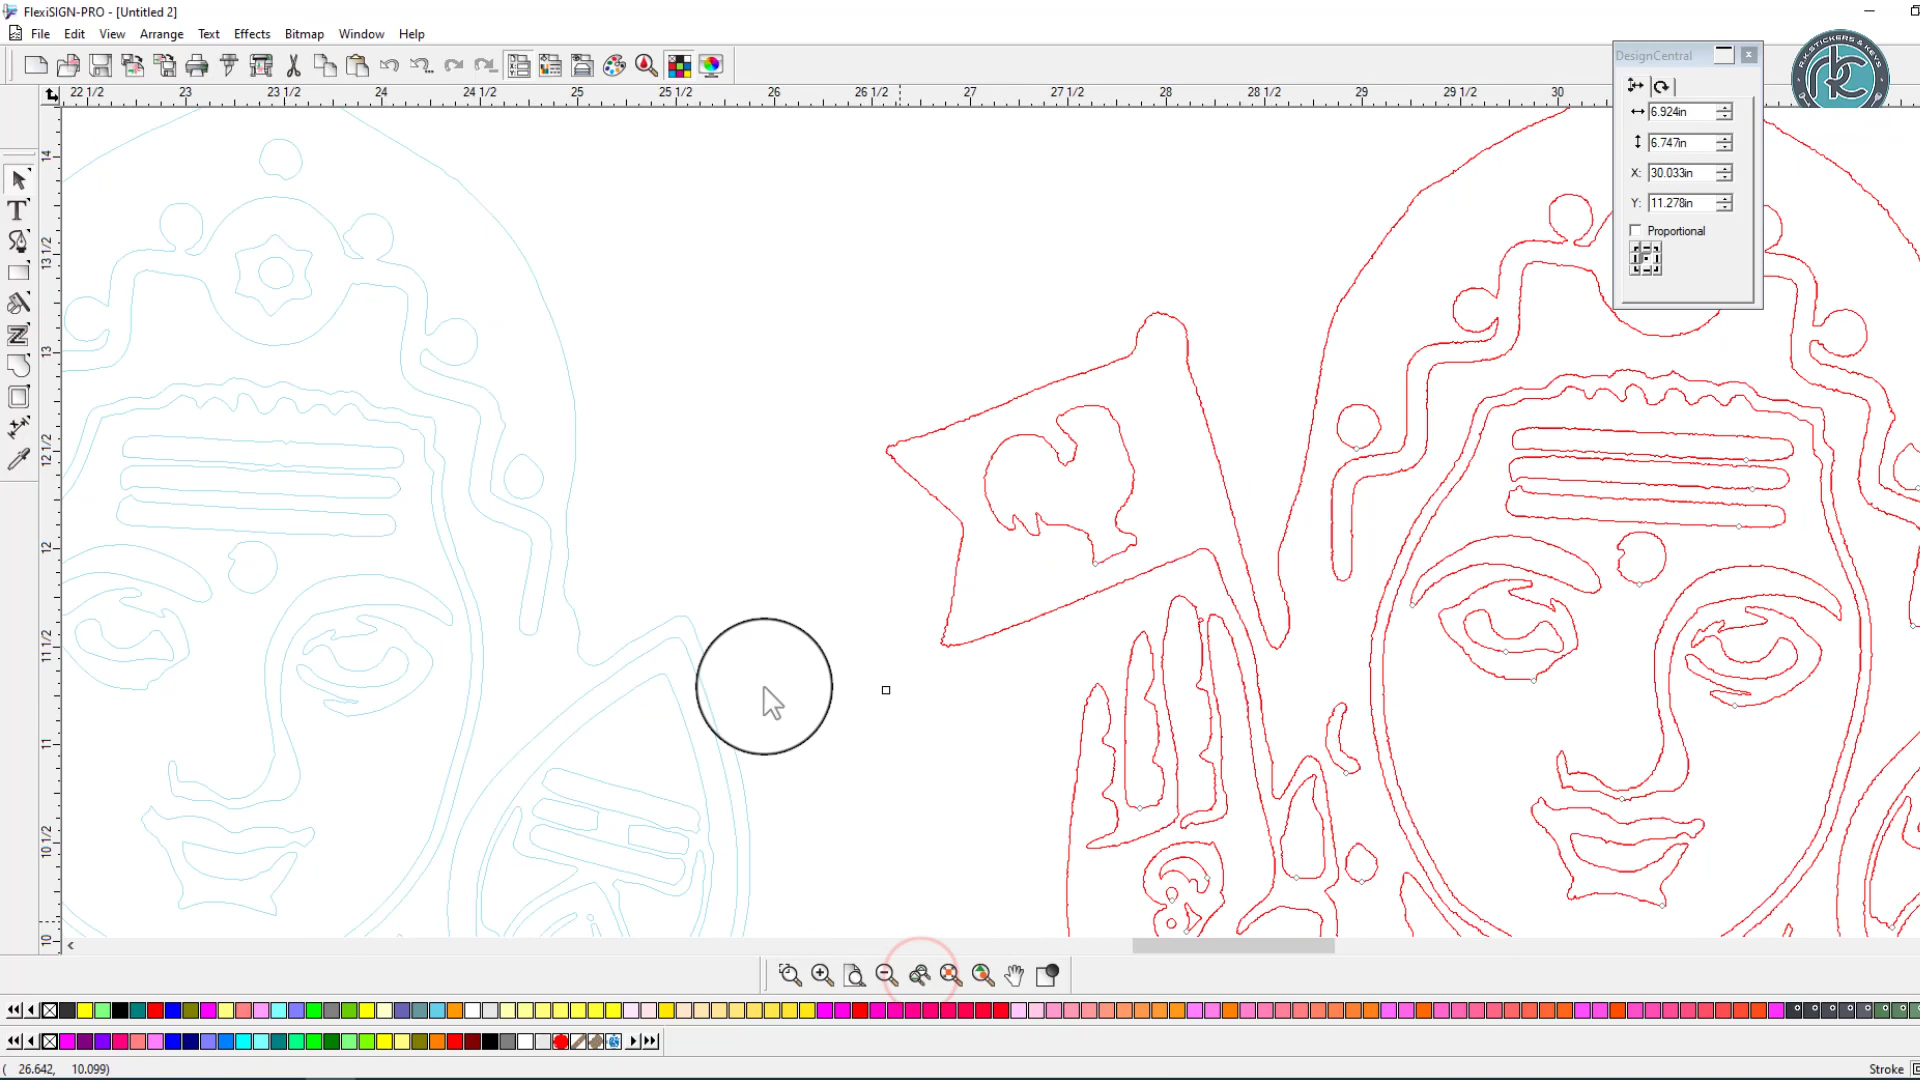 FlexiSIGN-PRO - [Untitled 2]
File Edit View Arrange Text Effects Bitmap Window Help
DesignCentral
R.K STICKERS & KEYS
22 1/2 23 23 1/2 24 24 1/2 25 25 1/2 26 26 1/2 27 27 1/2 28 28 1/2 29 29 1/2 30
6.924in
6.747in
X: 30.033in
Y: 11.278in
Proportional
14
13 1/2
13
12 1/2
12
11 1/2
11
10 1/2
10
( 26.642, 10.099)
Stroke